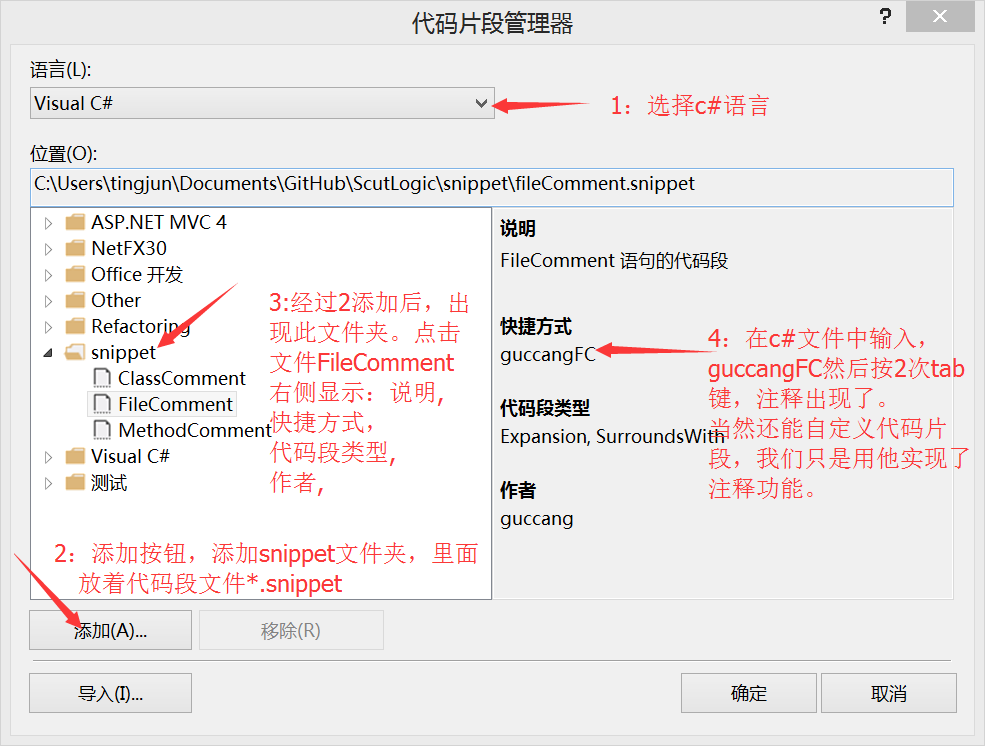 代码片段管理器
?
语言(L):
Visual C#
1：选择c#语言
位置(O):
C:\Users\tingjun\Documents\GitHub\ScutLogic\snippet\fileComment.snippet
ASP.NET MVC 4
NetFX30
Office 开发
Other
Refactoring
snippet
ClassComment
FileComment
MethodComment
Visual C#
测试
3:经过2添加后，出
现此文件夹。点击
文件FileComment
右侧显示：说明,
快捷方式，
代码段类型,
作者,
说明
FileComment 语句的代码段
快捷方式
guccangFC
代码段类型
Expansion, SurroundsWith
作者
guccang
4：在c#文件中输入，
guccangFC然后按2次tab
键，注释出现了。
当然还能自定义代码片
段，我们只是用他实现了
注释功能。
2：添加按钮，添加snippet文件夹，里面
放着代码段文件*.snippet
添加(A)...
移除(R)
导入(I)...
确定
取消